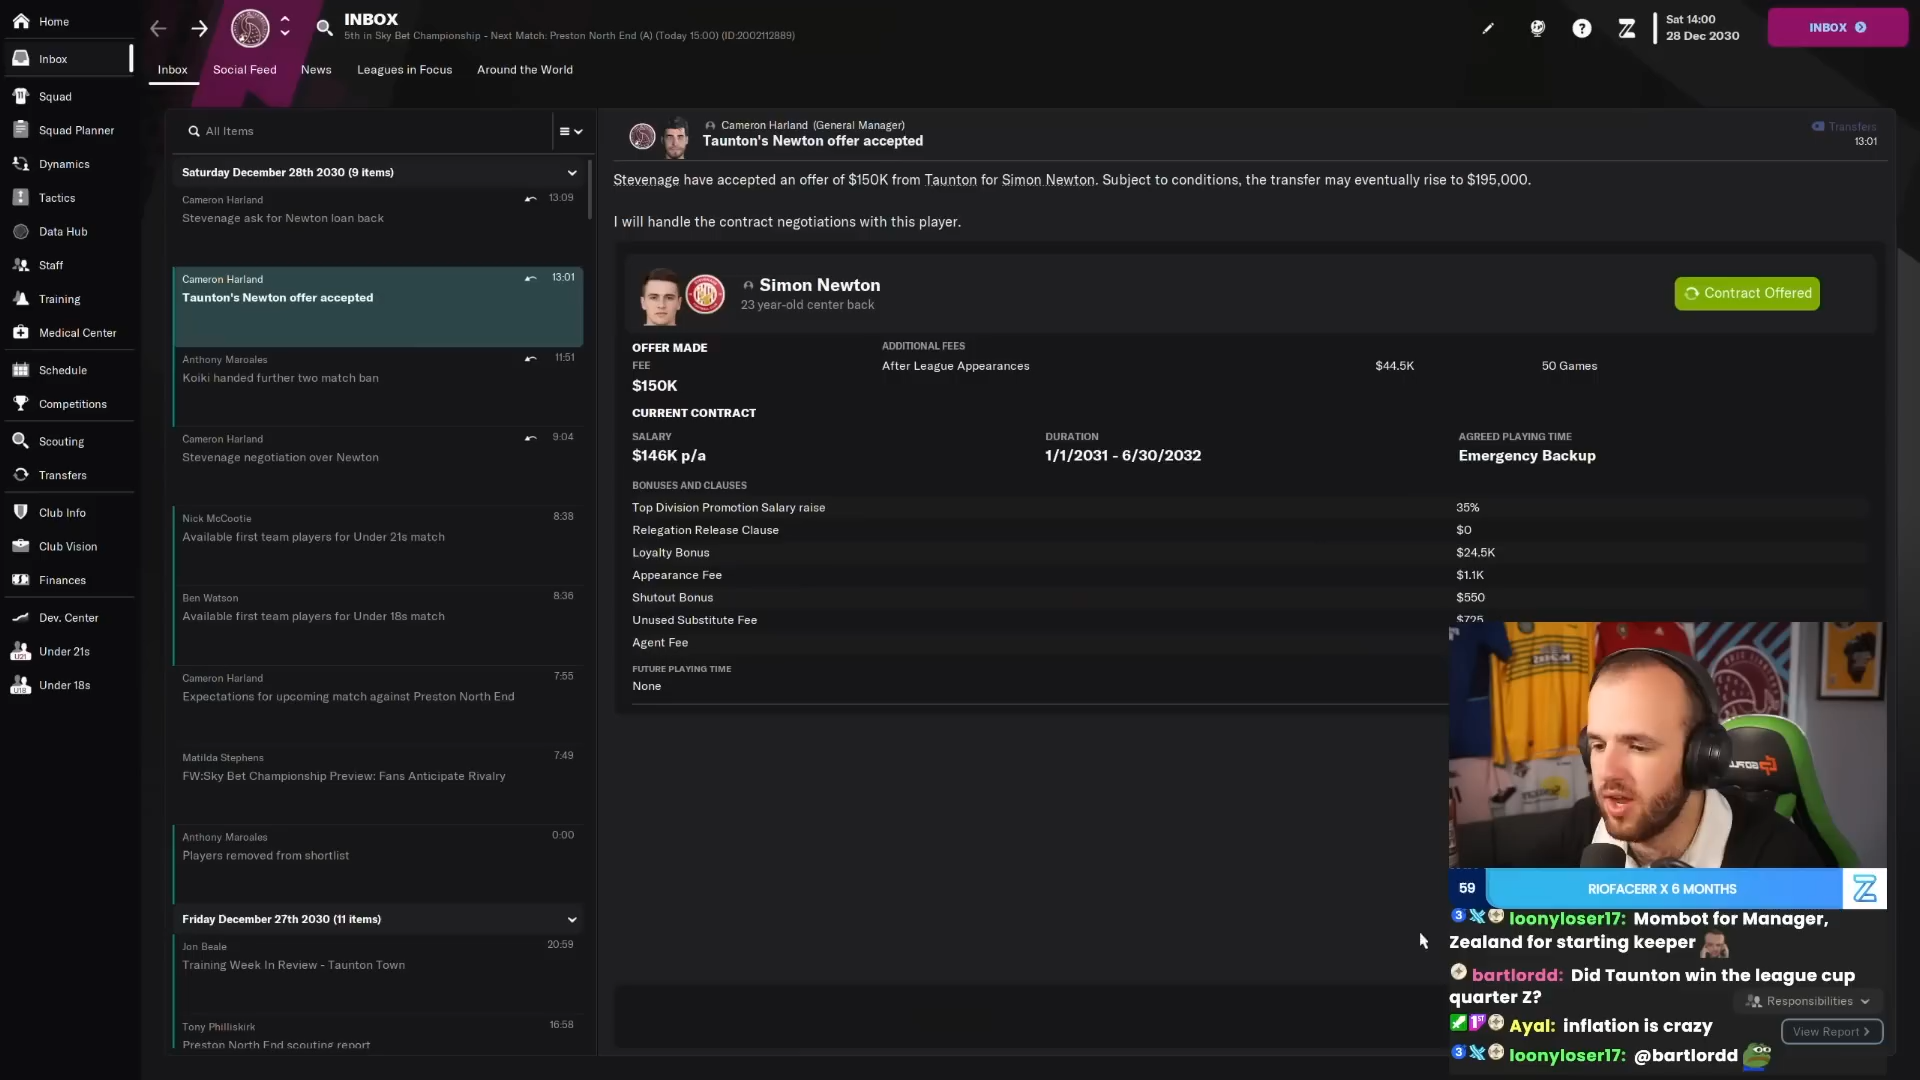 Home
Inbox
Squad
Squad Planner
Dynamics
Tactics
Data Hub
Staff
Training
Medical Center
Schedule
Competitions
Scouting
Transfers
Club Info
Club Vision
Finances
Dev. Center
Under 21s
Under 18s
INBOX
5th in Sky Bet Championship - Next Match: Preston North End (A) (Today 15:00) (ID:2002112889)
Sat 14:00
28 Dec 2030
INBOX
Inbox
Social Feed
News
Leagues in Focus
Around the World
All Items
Saturday December 28th 2030 (9 items)
Cameron Harland 13:09
Stevenage ask for Newton loan back
Cameron Harland 13:01
Taunton's Newton offer accepted
Anthony Maroales 11:51
Koiki handed further two match ban
Cameron Harland 9:04
Stevenage negotiation over Newton
Nick McCootie 8:38
Available first team players for Under 21s match
Ben Watson 8:36
Available first team players for Under 18s match
Cameron Harland 7:55
Expectations for upcoming match against Preston North End
Matilda Stephens 7:49
FW:Sky Bet Championship Preview: Fans Anticipate Rivalry
Anthony Maroales 0:00
Players removed from shortlist
Friday December 27th 2030 (11 items)
Jon Beale 20:59
Training Week In Review - Taunton Town
Tony Philliskirk 16:58
Preston North End scouting report
Cameron Harland (General Manager)
Taunton's Newton offer accepted
Transfers
13:01
Stevenage have accepted an offer of $150K from Taunton for Simon Newton. Subject to conditions, the transfer may eventually rise to $195,000.
I will handle the contract negotiations with this player.
Simon Newton
23 year-old center back
Contract Offered
OFFER MADE
ADDITIONAL FEES
FEE
After League Appearances $44.5K 50 Games
$150K
CURRENT CONTRACT
SALARY DURATION AGREED PLAYING TIME
$146K p/a 1/1/2031 - 6/30/2032 Emergency Backup
BONUSES AND CLAUSES
Top Division Promotion Salary raise 35%
Relegation Release Clause $0
Loyalty Bonus $24.5K
Appearance Fee $1.1K
Shutout Bonus $550
Unused Substitute Fee $725
Agent Fee
FUTURE PLAYING TIME
None
59 RIOFACERR X 6 MONTHS
loonyloser17: Mombot for Manager,
Zealand for starting keeper
bartlordd: Did Taunton win the league cup
quarter Z?
Responsibilities
Ayal: inflation is crazy
View Report
loonyloser17: @bartlordd